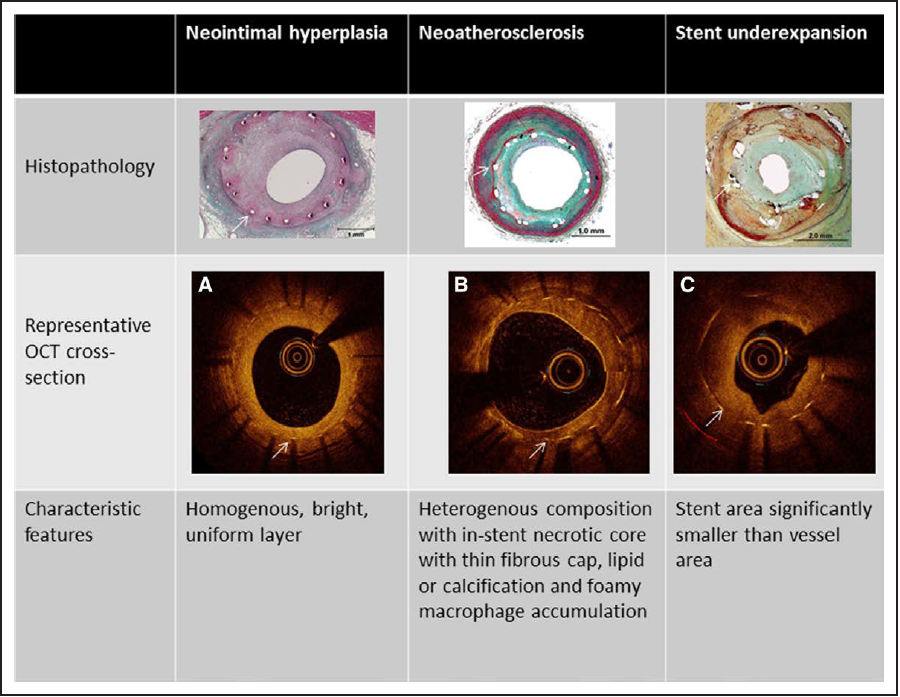 Neointimal hyperplasia
Neoatherosclerosis
Stent underexpansion
Histopathology
1 mm
1.0 mm
2.0 mm
Representative
OCT cross-
section
A
B
C
Characteristic
features
Homogenous, bright,
uniform layer
Heterogenous composition
with in-stent necrotic core
with thin fibrous cap, lipid
or calcification and foamy
macrophage accumulation
Stent area significantly
smaller than vessel
area